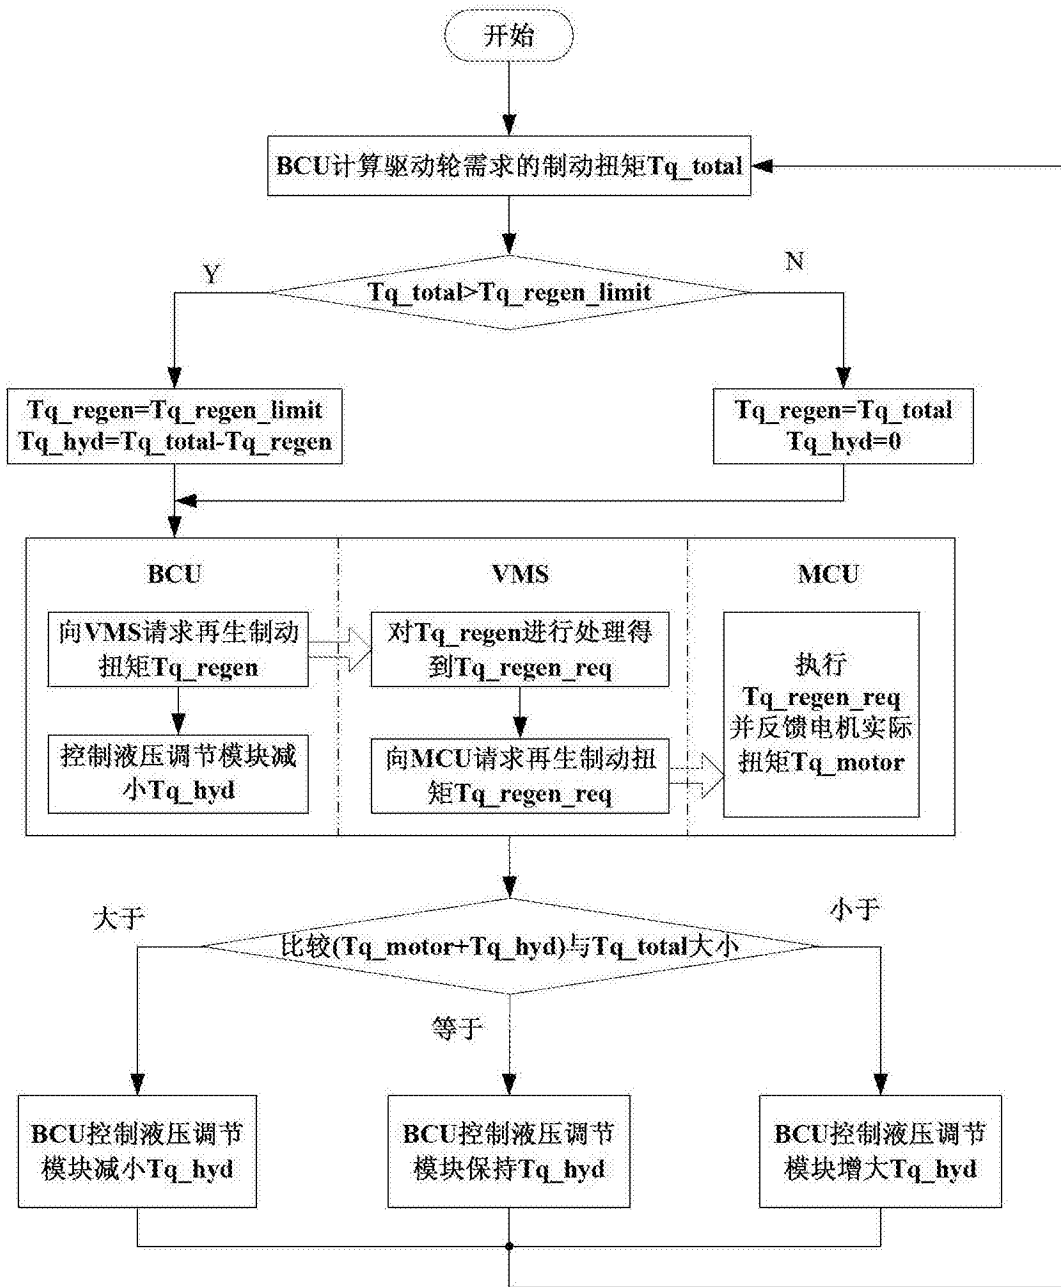 开始
BCU计算驱动轮需求的制动扭矩Tq_total
Y
N
Tq_total>Tq_regen_limit
Tq_regen=Tq_regen_limit
Tq_hyd=Tq_total-Tq_regen
Tq_regen=Tq_total
Tq_hyd=0
BCU
VMS
MCU
向VMS请求再生制动
扭矩Tq_regen
控制液压调节模块减
小Tq_hyd
对Tq_regen进行处理得
到Tq_regen_req
向MCU请求再生制动扭
矩Tq_regen_req
执行
Tq_regen_req
并反馈电机实际
扭矩Tq_motor
大于
小于
比较(Tq_motor+Tq_hyd)与Tq_total大小
等于
BCU控制液压调节
模块减小Tq_hyd
BCU控制液压调节
模块保持Tq_hyd
BCU控制液压调节
模块增大Tq_hyd